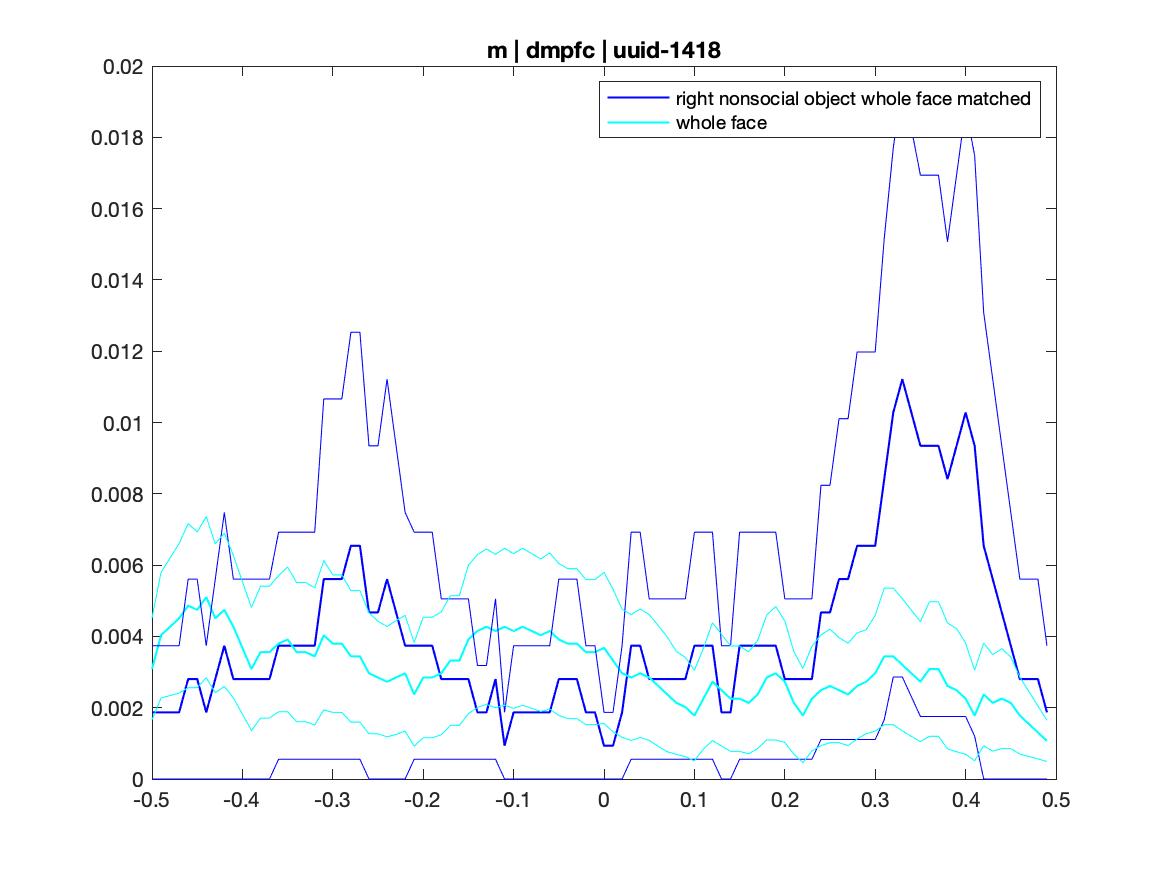 m | dmpfc | uuid-1418
right nonsocial object whole face matched
whole face
0.02
0.018
0.016
0.014
0.012
0.01
0.008
0.006
0.004
0.002
0
-0.5 -0.4 -0.3 -0.2 -0.1 0 0.1 0.2 0.3 0.4 0.5